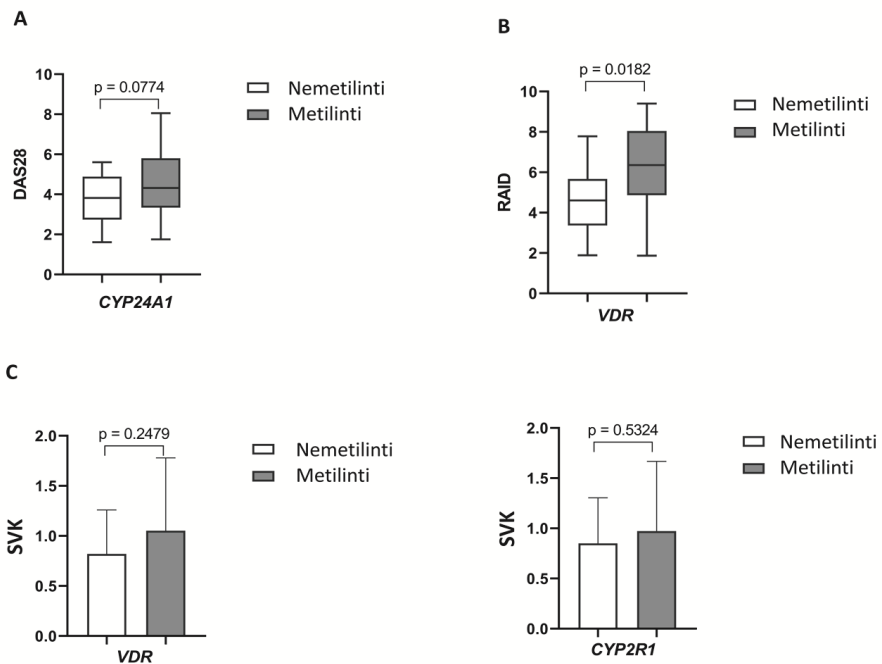 A
p = 0.0774
Nemetilinti
Metilinti
DAS28
10
8
6
4
2
0
CYP24A1
B
p = 0.0182
Nemetilinti
Metilinti
RAID
10
8
6
4
2
0
VDR
C
p = 0.2479
Nemetilinti
Metilinti
SVK
2.0
1.5
1.0
0.5
0.0
VDR
p = 0.5324
Nemetilinti
Metilinti
SVK
2.0
1.5
1.0
0.5
0.0
CYP2R1